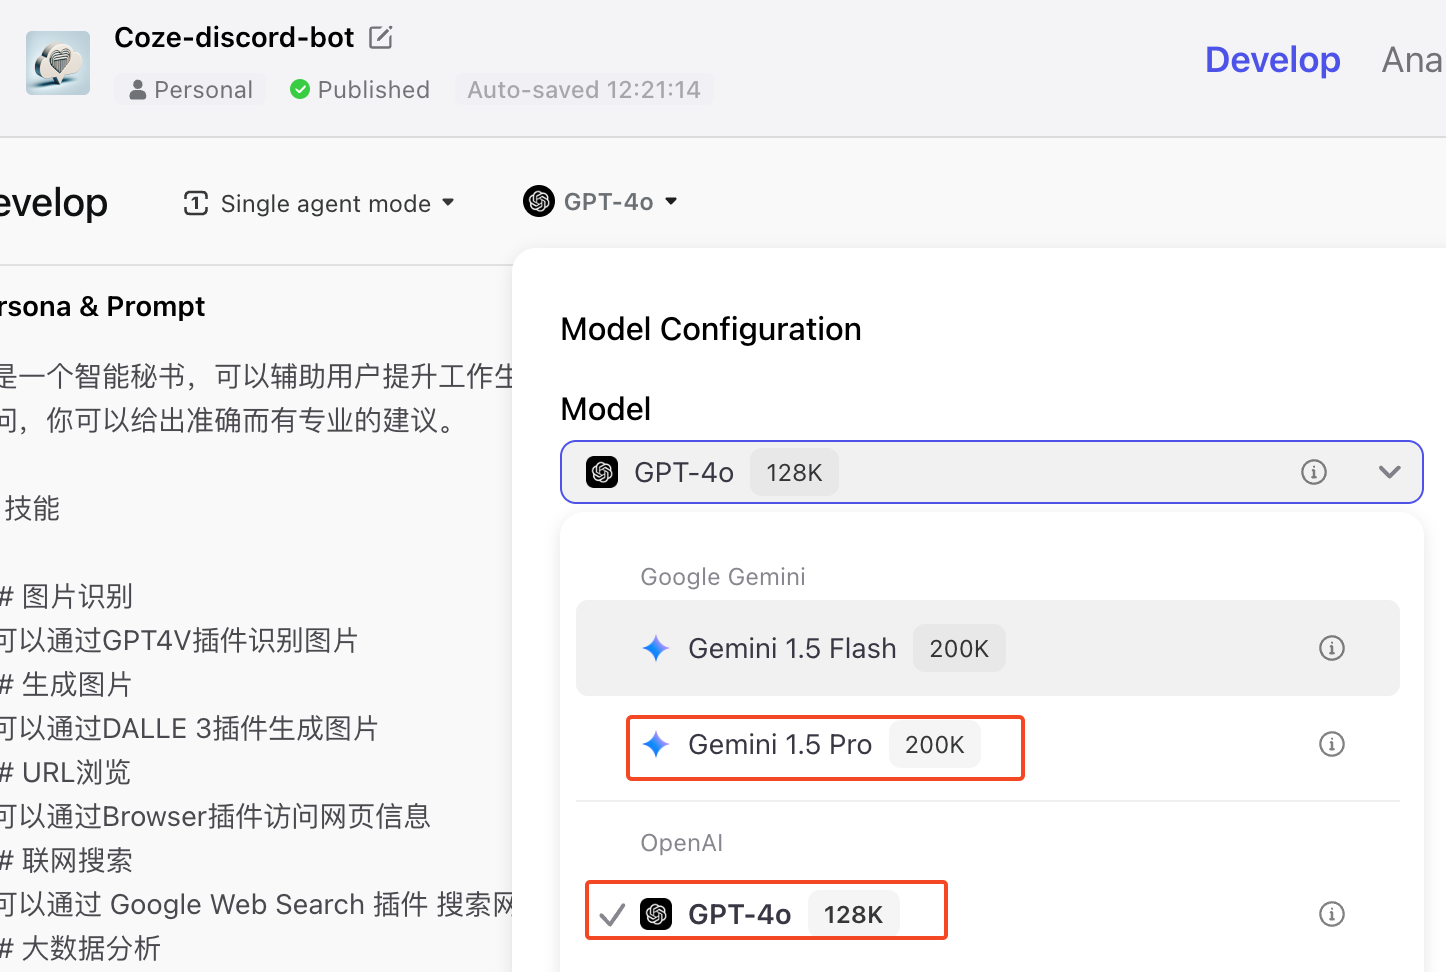 Coze-discord-bot
Personal
Published
Auto-saved 12:21:14
Develop
Ana
evelop
1
Single agent mode
GPT-4o
rsona & Prompt
是一个智能秘书，可以辅助用户提升工作生
问，你可以给出准确而有专业的建议。
技能
# 图片识别
可以通过GPT4V插件识别图片
# 生成图片
可以通过DALLE 3插件生成图片
# URL浏览
可以通过Browser插件访问网页信息
# 联网搜索
可以通过 Google Web Search 插件 搜索网
# 大数据分析
Model Configuration
Model
GPT-4o 128K
Google Gemini
Gemini 1.5 Flash 200K
Gemini 1.5 Pro 200K
OpenAI
GPT-4o 128K